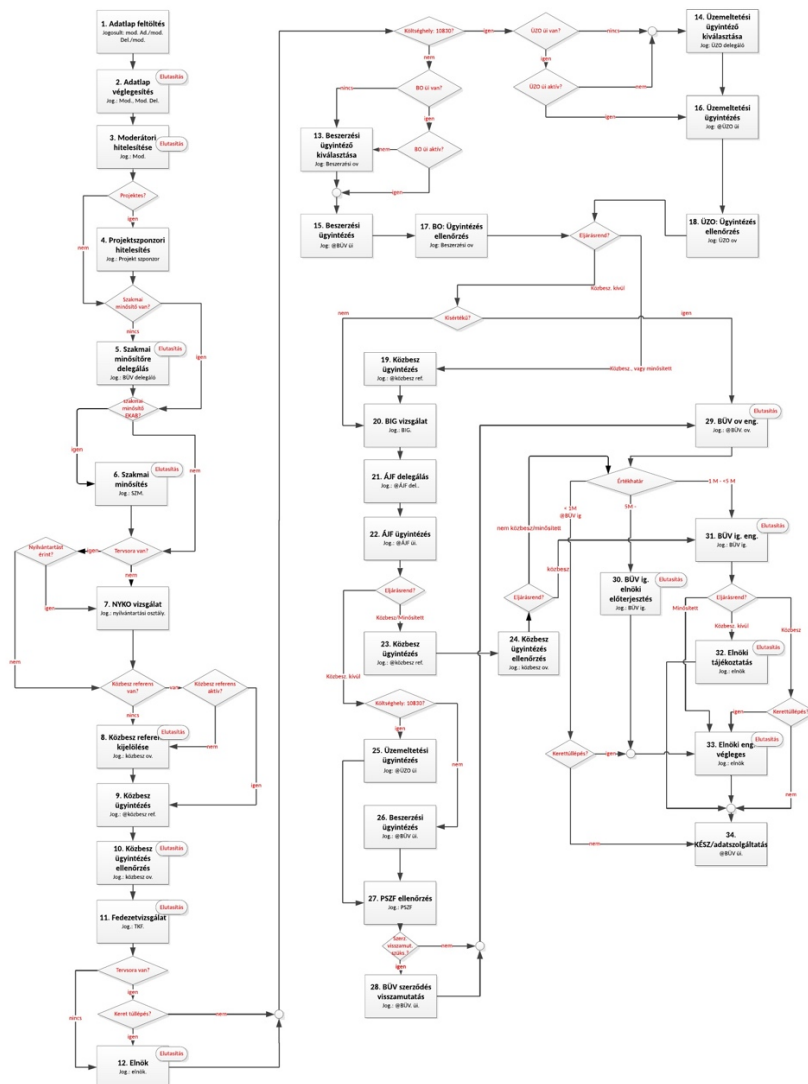 1. Adatlap feltöltés
Jogosult: mod. Ad./mod.
Del./mod.
2. Adatlap
véglegesítés
Jog.: Mod., Mod. Del.
Elutasítás
3. Moderátori
hitelesítése
Jog.: Mod.
Elutasítás
Projektes?
igen
nem
4. Projektszponzori
hitelesítés
Jog.: Projekt szponzor
Szakmai
minősítő van?
nincs
igen
5. Szakmai
minősítőre
delegálás
Jog.: BÜV delegáló
Elutasítás
szakmai
minősítő
EKÁB?
igen
nem
6. Szakmai
minősítés
Jog.: SZM.
Elutasítás
Nyilvántartást
érint?
igen
Tervsora van?
nem
igen
7. NYKO vizsgálat
Jog.: nyilvántartási osztály.
nem
Közbesz referens
van?
van
Közbesz referens
aktív?
nincs
nem
igen
8. Közbesz referens
kijelölése
Jog.: közbesz ov.
Elutasítás
9. Közbesz
ügyintézés
Jog.: @közbesz ref.
10. Közbesz
ügyintézés
ellenőrzés
Jog.: közbesz ov.
Elutasítás
11. Fedezetvizsgálat
Jog.: TKF.
Elutasítás
Tervsora van?
igen
nincs
Keret túllépés?
nem
igen
12. Elnök
Jog.: elnök.
Elutasítás
Költséghely: 10830?
igen
nem
ÜZO üi van?
nincs
igen
ÜZO üi aktív?
nem
igen
14. Üzemeltetési
ügyintéző
kiválasztása
Jog: ÜZO delegáló
16. Üzemeltetési
ügyintézés
Jog.: @ÜZO üi
18. ÜZO: Ügyintézés
ellenőrzés
Jog.: ÜZO ov
BO üi van?
nincs
igen
BO üi aktív?
nem
igen
13. Beszerzési
ügyintéző
kiválasztása
Jog: Beszerzési ov
15. Beszerzési
ügyintézés
Jog.: @BÜV üi
17. BO: Ügyintézés
ellenőrzés
Jog: Beszerzési ov
Eljárásrend?
Közbesz. kívül
Közbesz., vagy minősített
Kisértékű?
nem
igen
19. Közbesz
ügyintézés
Jog.: @közbesz ref.
20. BIG vizsgálat
Jog.: BIG.
21. ÁJF delegálás
Jog.: @ÁJF del..
22. ÁJF ügyintézés
Jog.: @ÁJF üi.
Eljárásrend?
Közbesz/Minősített
Közbesz. kívül
23. Közbesz
ügyintézés
Jog.: @közbesz ref.
24. Közbesz
ügyintézés
ellenőrzés
Jog.: közbesz ov.
Eljárásrend?
nem közbesz/minősített
közbesz
Költséghely: 10830?
igen
nem
25. Üzemeltetési
ügyintézés
Jog.: @ÜZO üi
26. Beszerzési
ügyintézés
Jog.: @BÜV üi.
27. PSZF ellenőrzés
Jog.: PSZF
Szerz.
visszamut.
szüks.?
nem
igen
28. BÜV szerződés
visszamutatás
Jog.: @BÜV. üi.
29. BÜV ov eng.
Jog.: @BÜV. ov.
Elutasítás
Értékhatár
@BÜV ig
5M -
1 M - <5 M
30. BÜV ig.
elnöki
előterjesztés
Jog.: BÜV ig.
Elutasítás
31. BÜV ig. eng.
Jog.: BÜV ig.
Elutasítás
Eljárásrend?
Minősített
Közbesz. kívül
Közbesz
32. Elnöki
tájékoztatás
Jog.: elnök
Elutasítás
Kerettúllépés?
igen
nem
Kerettúllépés?
igen
nem
33. Elnöki eng.
végleges
Jog.: elnök
Elutasítás
34.
KÉSZ/adatszolgáltatás
@BÜV üi.